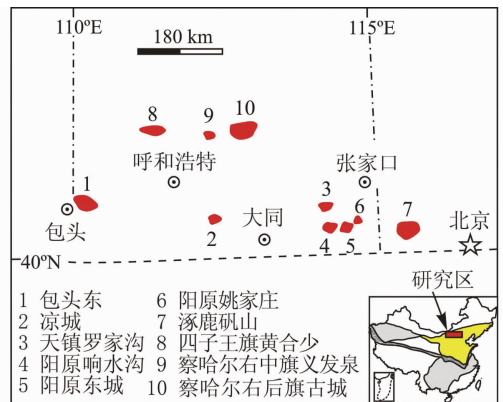 110ºE
115ºE
180 km
8
9
10
呼和浩特
张家口
1
3
6
包头
2
大同
4
5
7
北京
40ºN
研究区
1 包头东
2 凉城
3 天镇罗家沟
4 阳原响水沟
5 阳原东城
6 阳原姚家庄
7 涿鹿矾山
8 四子王旗黄合少
9 察哈尔右中旗义发泉
10 察哈尔右后旗古城